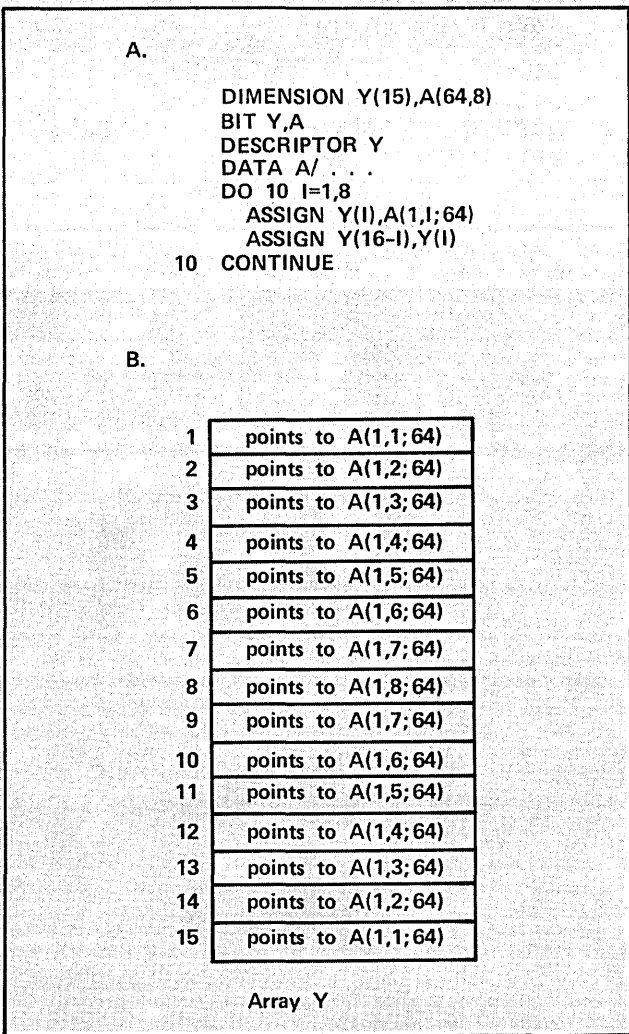 A.
DIMENSION Y(15),A(64,8)
BIT Y,A
DESCRIPTOR Y
DATA A/ . . .
DO 10 I=1,8
ASSIGN Y(I),A(1,I;64)
ASSIGN Y(16-I),Y(I)
10 CONTINUE
B.
1 points to A(1,1;64)
2 points to A(1,2;64)
3 points to A(1,3;64)
4 points to A(1,4;64)
5 points to A(1,5;64)
6 points to A(1,6;64)
7 points to A(1,7;64)
8 points to A(1,8;64)
9 points to A(1,7;64)
10 points to A(1,6;64)
11 points to A(1,5;64)
12 points to A(1,4;64)
13 points to A(1,3;64)
14 points to A(1,2;64)
15 points to A(1,1;64)
Array Y